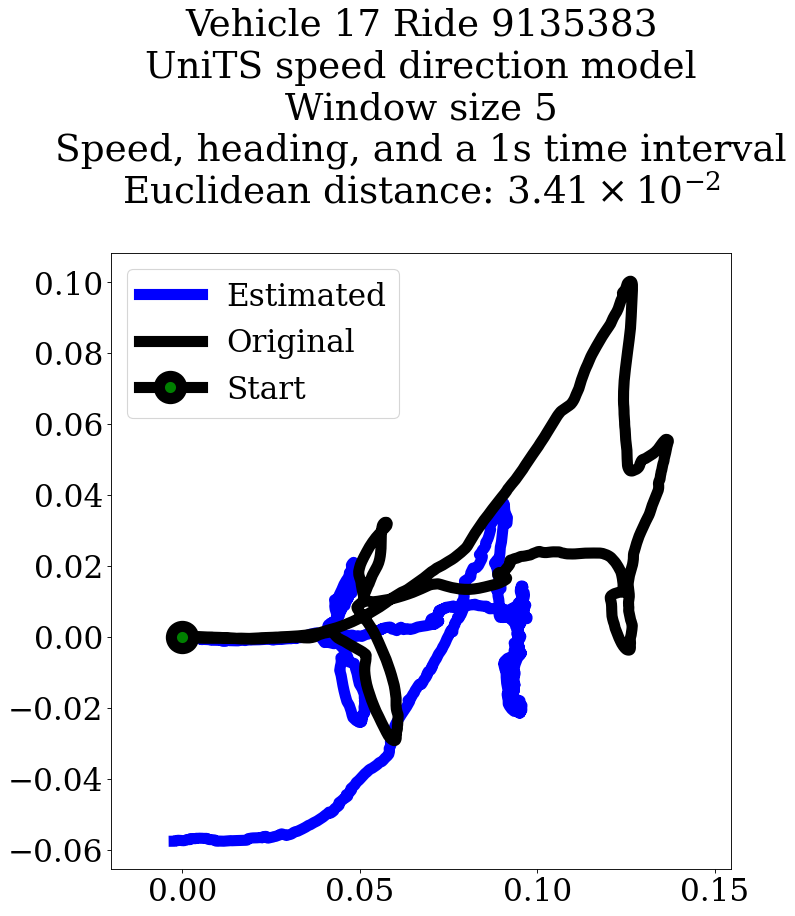 Vehicle 17 Ride 9135383
UniTS speed direction model
Window size 5
Speed, heading, and a 1s time interval
Euclidean distance: 3.41 × 10⁻²
Estimated
Original
Start
0.10
0.08
0.06
0.04
0.02
0.00
−0.02
−0.04
−0.06
0.00 0.05 0.10 0.15